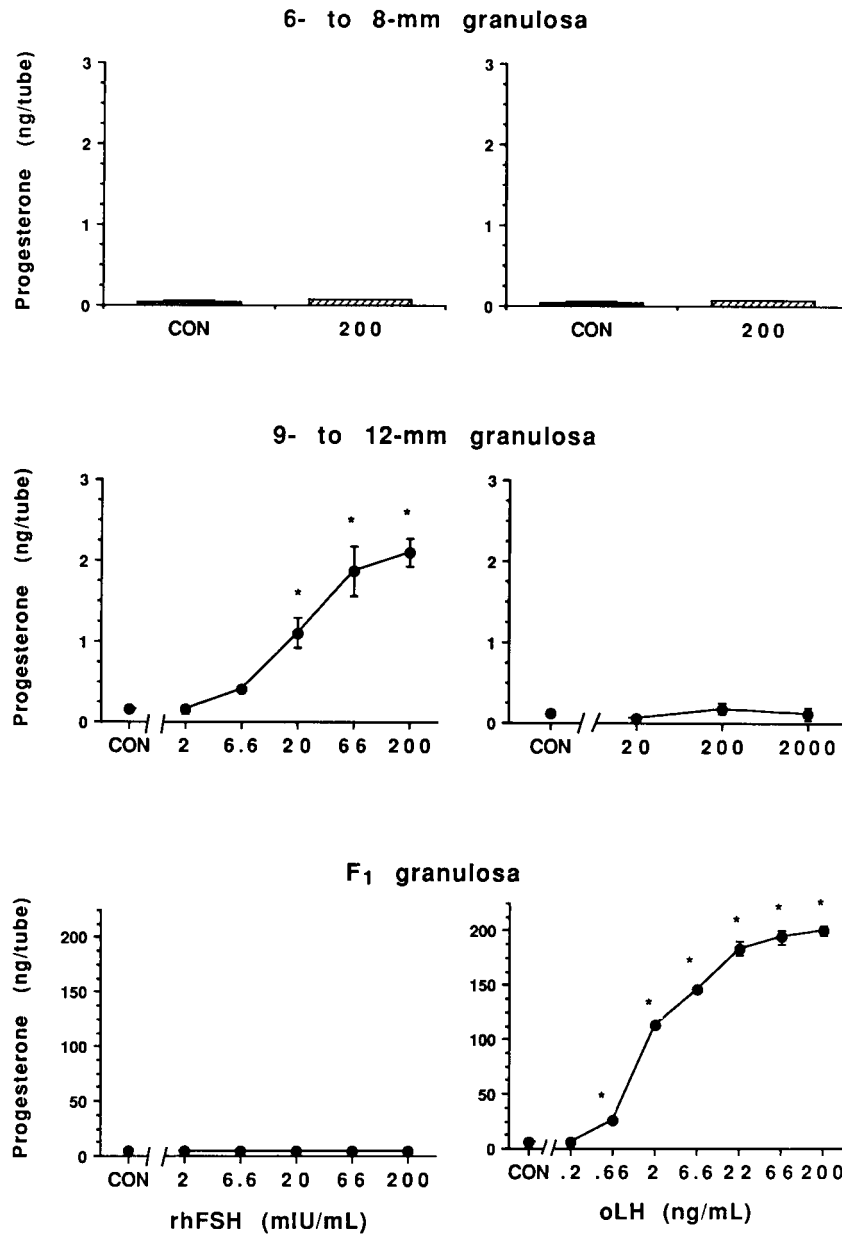 6- to 8-mm granulosa
Progesterone (ng/tube)
3
2
1
0
CON 200
3
2
1
0
CON 200
9- to 12-mm granulosa
Progesterone (ng/tube)
3
2
1
0
* * *
CON 2 6.6 20 66 200
3
2
1
0
CON 20 200 2000
F1 granulosa
Progesterone (ng/tube)
200
150
100
50
0
CON 2 6.6 20 66 200
rhFSH (mIU/mL)
200
150
100
50
0
* * * * * *
CON .2 .66 2 6.6 22 66 200
oLH (ng/mL)